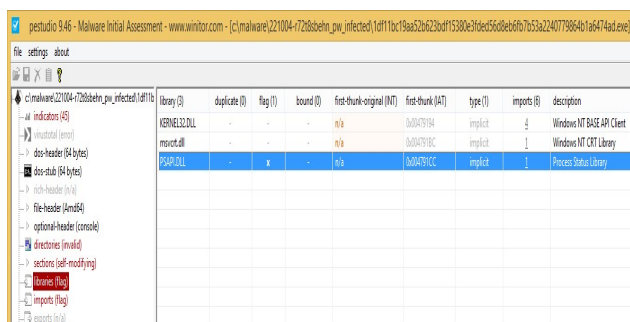 pestudio 9.46 - Malware Initial Assessment - www.winitor.com - [c:\malware\221004-r72t8sbehn_pw_infected\1df11bc19aa52b623bdf15380e3fded56d8eb6fb7b53a2240779864b1a6474ad.exe]
file settings about
c:\malware\221004-r72t8sbehn_pw_infected\1df11b
indicators (45)
virustotal (error)
dos-header (64 bytes)
dos-stub (64 bytes)
rich-header (n/a)
file-header (Amd64)
optional-header (console)
directories (invalid)
sections (self-modifying)
libraries (flag)
imports (flag)
exports (n/a)
library (3) duplicate (0) flag (1) bound (0) first-thunk-original (INT) first-thunk (IAT) type (1) imports (6) description
KERNEL32.DLL - - - n/a 0x00479194 implicit 4 Windows NT BASE API Client
msvcrt.dll - - - n/a 0x004791BC implicit 1 Windows NT CRT Library
PSAPI.DLL - x - n/a 0x004791CC implicit 1 Process Status Library